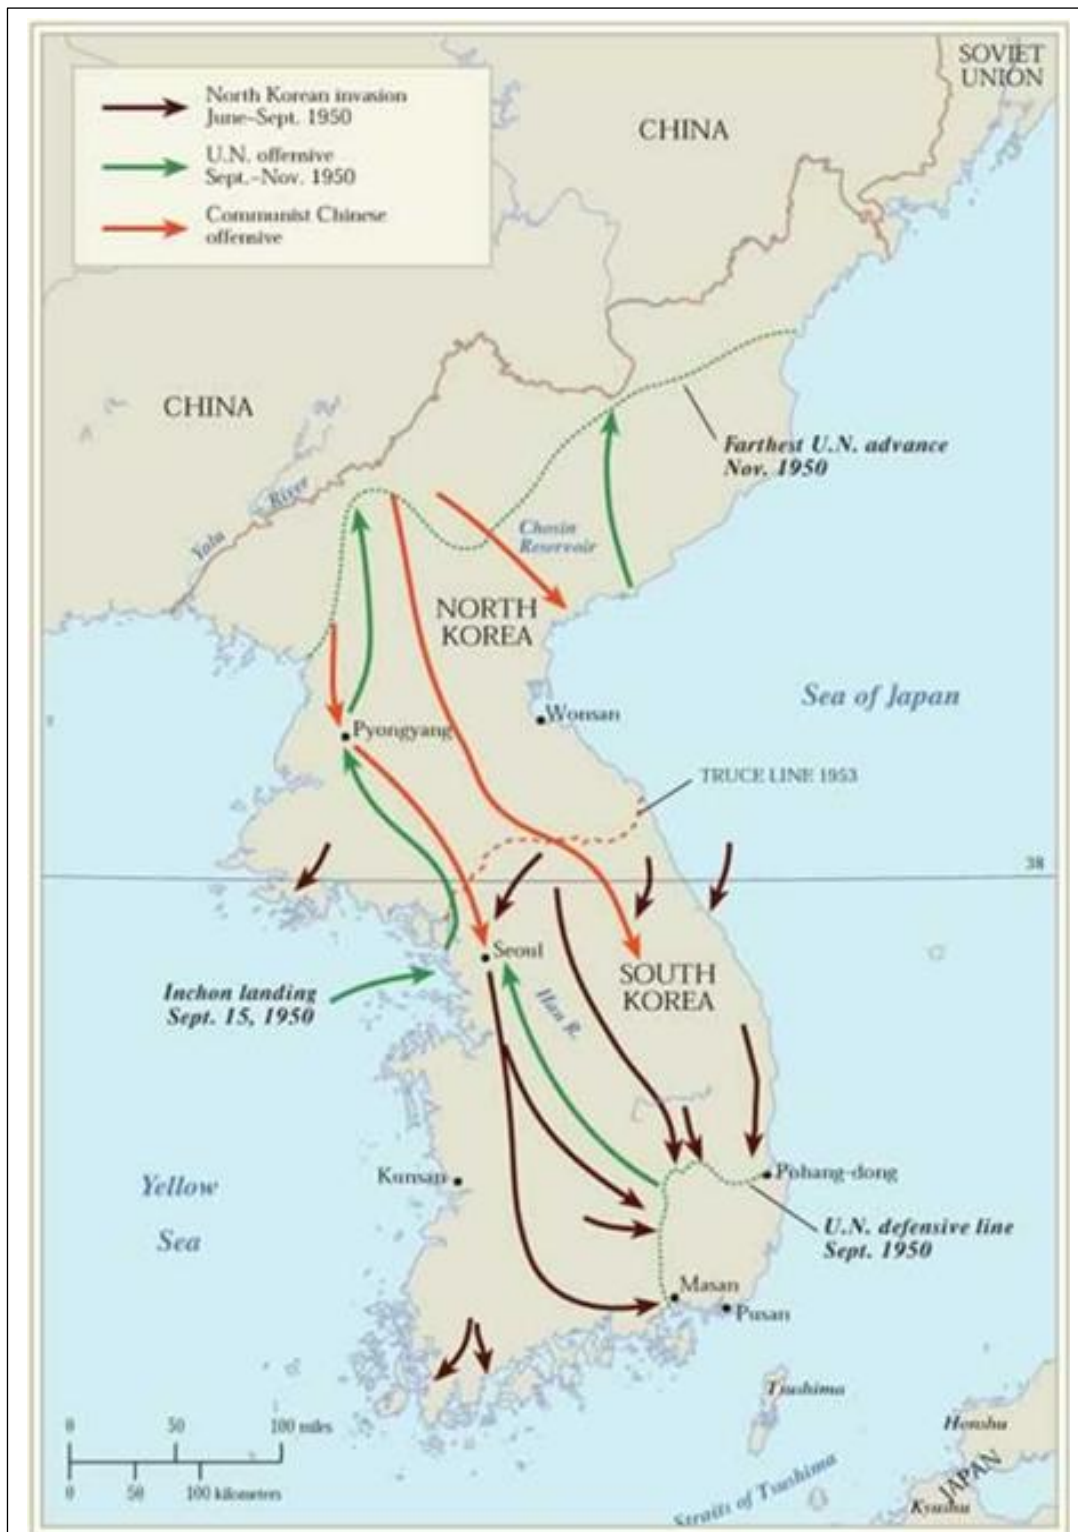 North Korean invasion
June–Sept. 1950
U.N. offensive
Sept.–Nov. 1950
Communist Chinese
offensive
SOVIET
UNION
CHINA
CHINA
Farthest U.N. advance
Nov. 1950
Yalu River
Chosin
Reservoir
NORTH
KOREA
Sea of Japan
Wonsan
Pyongyang
TRUCE LINE 1953
38
Seoul
SOUTH
KOREA
Inchon landing
Sept. 15, 1950
Han R.
Kunsan
Pohang-dong
Yellow
Sea
U.N. defensive line
Sept. 1950
Masan
Pusan
Tsushima
0 50 100 miles
0 50 100 kilometers
Honshu
JAPAN
Kyushu
Straits of Tsushima